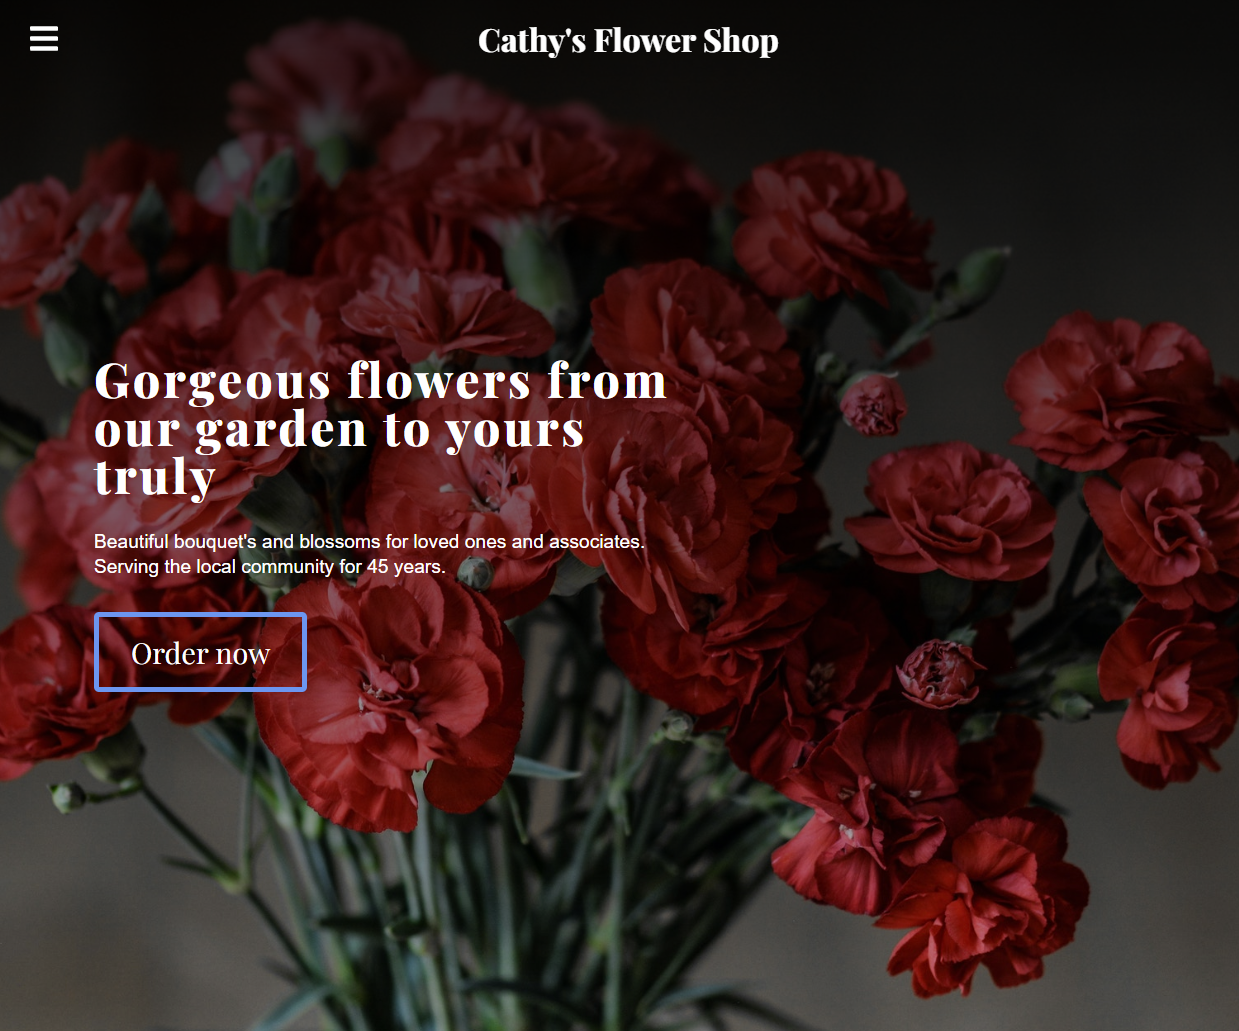 Cathy's Flower Shop
Gorgeous flowers from
our garden to yours
truly
Beautiful bouquet's and blossoms for loved ones and associates.
Serving the local community for 45 years.
Order now